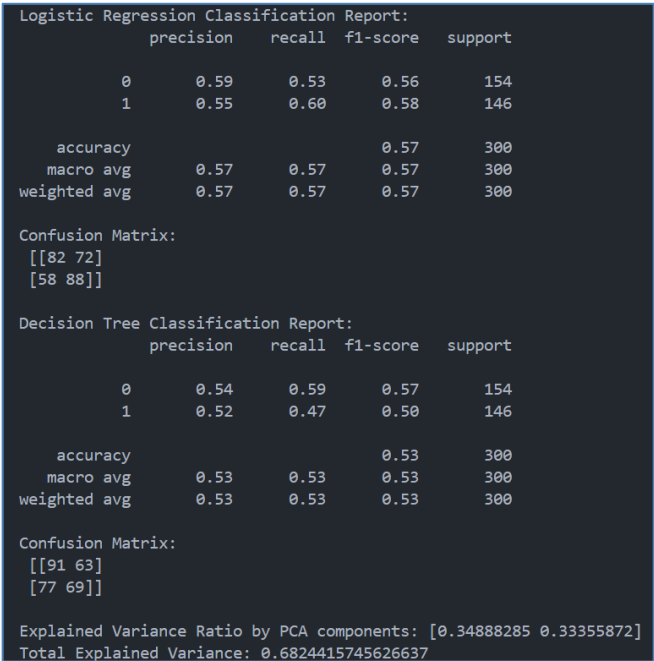 Logistic Regression Classification Report:
precision recall f1-score support
0 0.59 0.53 0.56 154
1 0.55 0.60 0.58 146
accuracy 0.57 300
macro avg 0.57 0.57 0.57 300
weighted avg 0.57 0.57 0.57 300
Confusion Matrix:
[[82 72]
[58 88]]
Decision Tree Classification Report:
precision recall f1-score support
0 0.54 0.59 0.57 154
1 0.52 0.47 0.50 146
accuracy 0.53 300
macro avg 0.53 0.53 0.53 300
weighted avg 0.53 0.53 0.53 300
Confusion Matrix:
[[91 63]
[77 69]]
Explained Variance Ratio by PCA components: [0.34888285 0.33355872]
Total Explained Variance: 0.6824415745626637